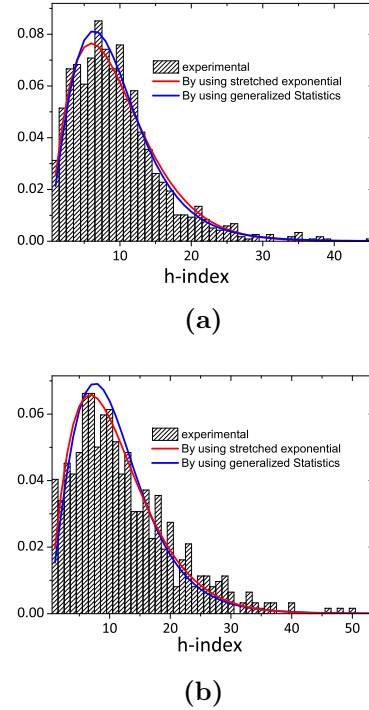 0.08
0.06
0.04
0.02
0.00
experimental
By using stretched exponential
By using generalized Statistics
10 20 30 40
h-index
(a)
0.06
0.04
0.02
0.00
experimental
By using stretched exponential
By using generalized Statistics
10 20 30 40 50
h-index
(b)